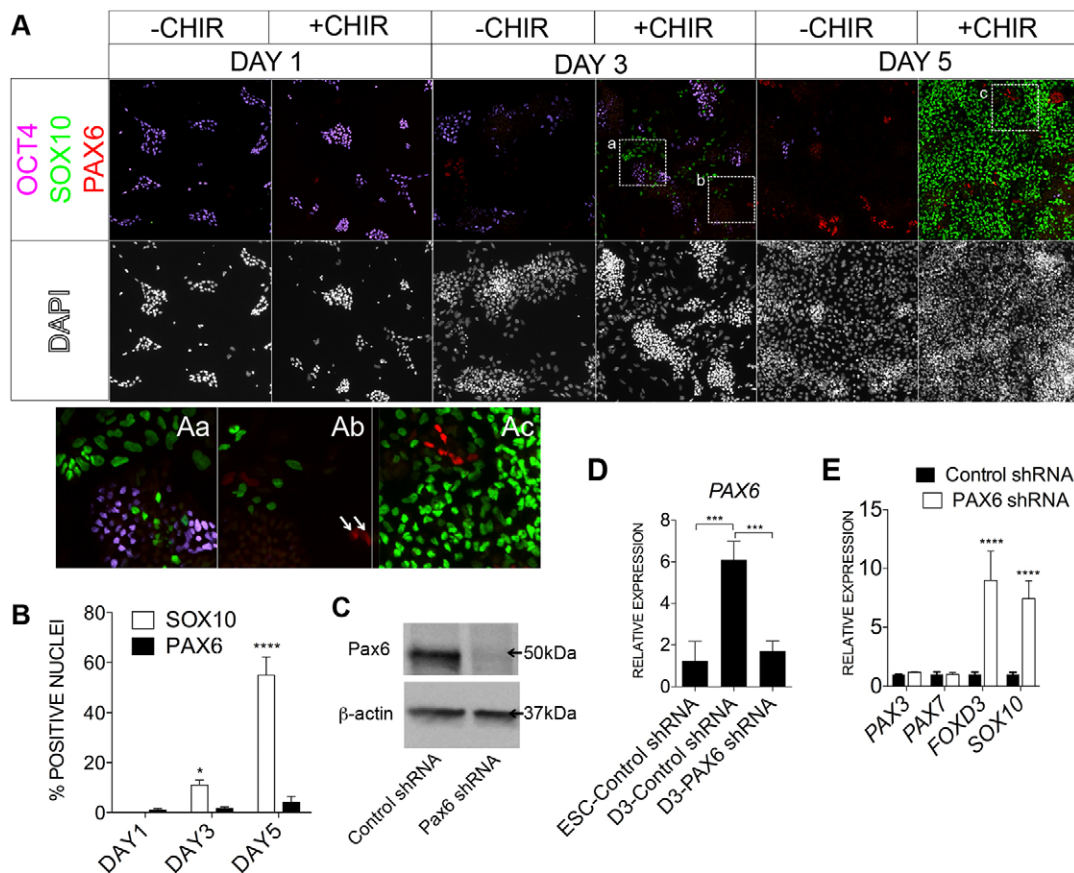 A
-CHIR +CHIR -CHIR +CHIR -CHIR +CHIR
DAY 1 DAY 3 DAY 5
OCT4
SOX10
PAX6
a
b
c
DAPI
Aa Ab Ac
B
% POSITIVE NUCLEI
80
60
40
20
0
SOX10
PAX6
*
****
DAY1 DAY3 DAY5
C
Pax6
50kDa
β-actin
37kDa
Control shRNA
Pax6 shRNA
D
PAX6
RELATIVE EXPRESSION
8
6
4
2
0
*** ***
ESC-Control shRNA
D3-Control shRNA
D3-PAX6 shRNA
E
Control shRNA
PAX6 shRNA
RELATIVE EXPRESSION
15
10
5
0
**** ****
PAX3 PAX7 FOXD3 SOX10